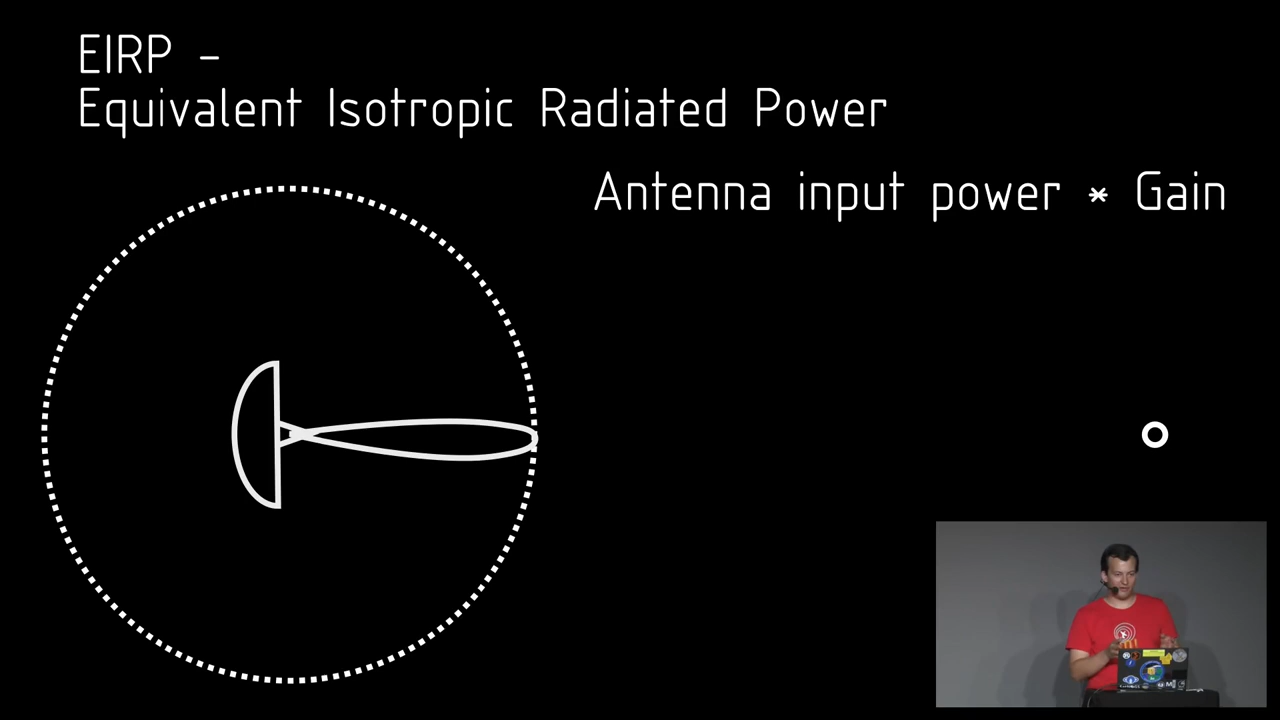 EIRP -
Equivalent Isotropic Radiated Power
Antenna input power * Gain